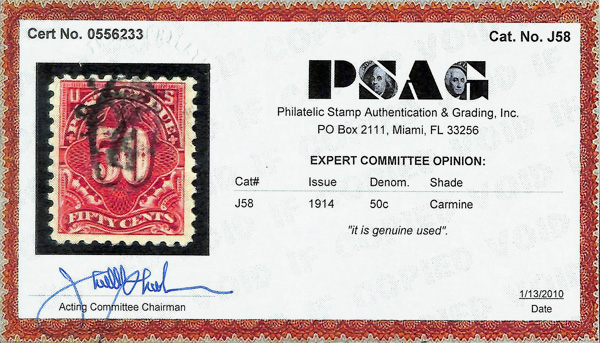 Cert No. 0556233
Cat. No. J58
U S
POSTAGE DUE
50
FIFTY CENTS
PSAG
Philatelic Stamp Authentication & Grading, Inc.
PO Box 2111, Miami, FL 33256
EXPERT COMMITTEE OPINION:
Cat# Issue Denom. Shade
J58 1914 50c Carmine
"it is genuine used".
Acting Committee Chairman
1/13/2010
Date